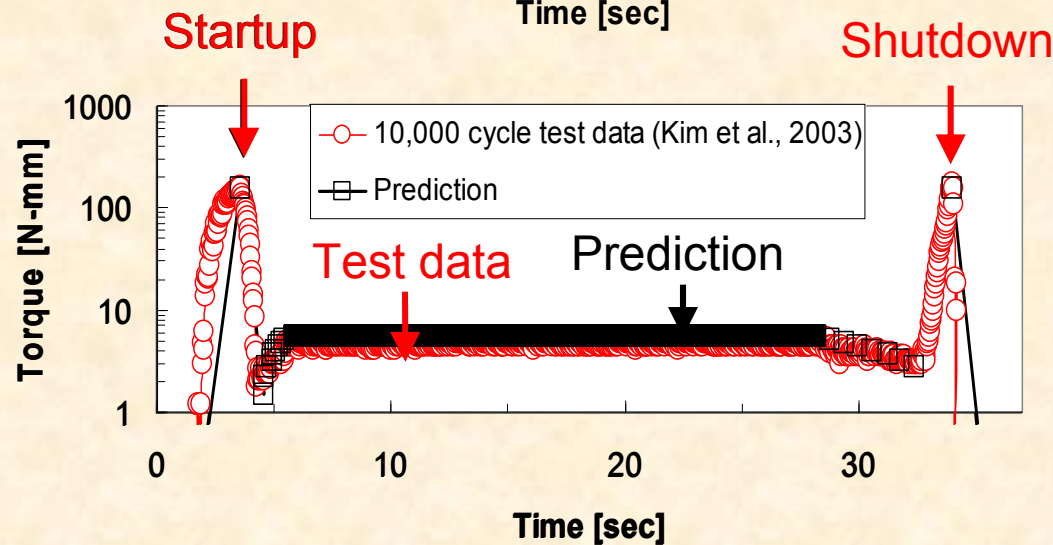 Time [sec]
Startup
Shutdown
1000
100
10
1
Torque [N-mm]
10,000 cycle test data (Kim et al., 2003)
Prediction
Test data
Prediction
0
10
20
30
Time [sec]